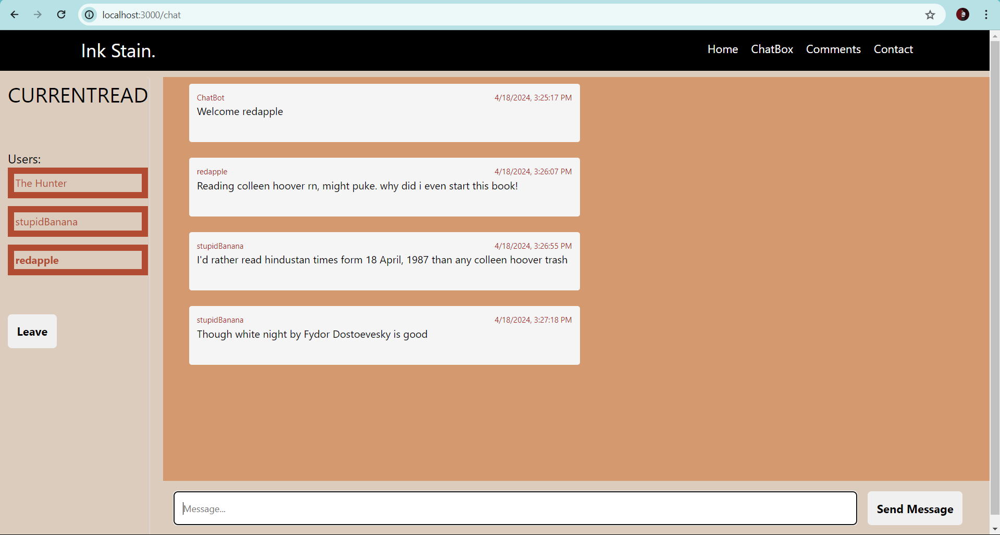 localhost:3000/chat
Ink Stain.
Home ChatBox Comments Contact
CURRENTREAD
Users:
The Hunter
stupidBanana
redapple
Leave
ChatBot 4/18/2024, 3:25:17 PM
Welcome redapple
redapple 4/18/2024, 3:26:07 PM
Reading colleen hoover rn, might puke. why did i even start this book!
stupidBanana 4/18/2024, 3:26:55 PM
I'd rather read hindustan times form 18 April, 1987 than any colleen hoover trash
stupidBanana 4/18/2024, 3:27:18 PM
Though white night by Fydor Dostoevesky is good
Message...
Send Message